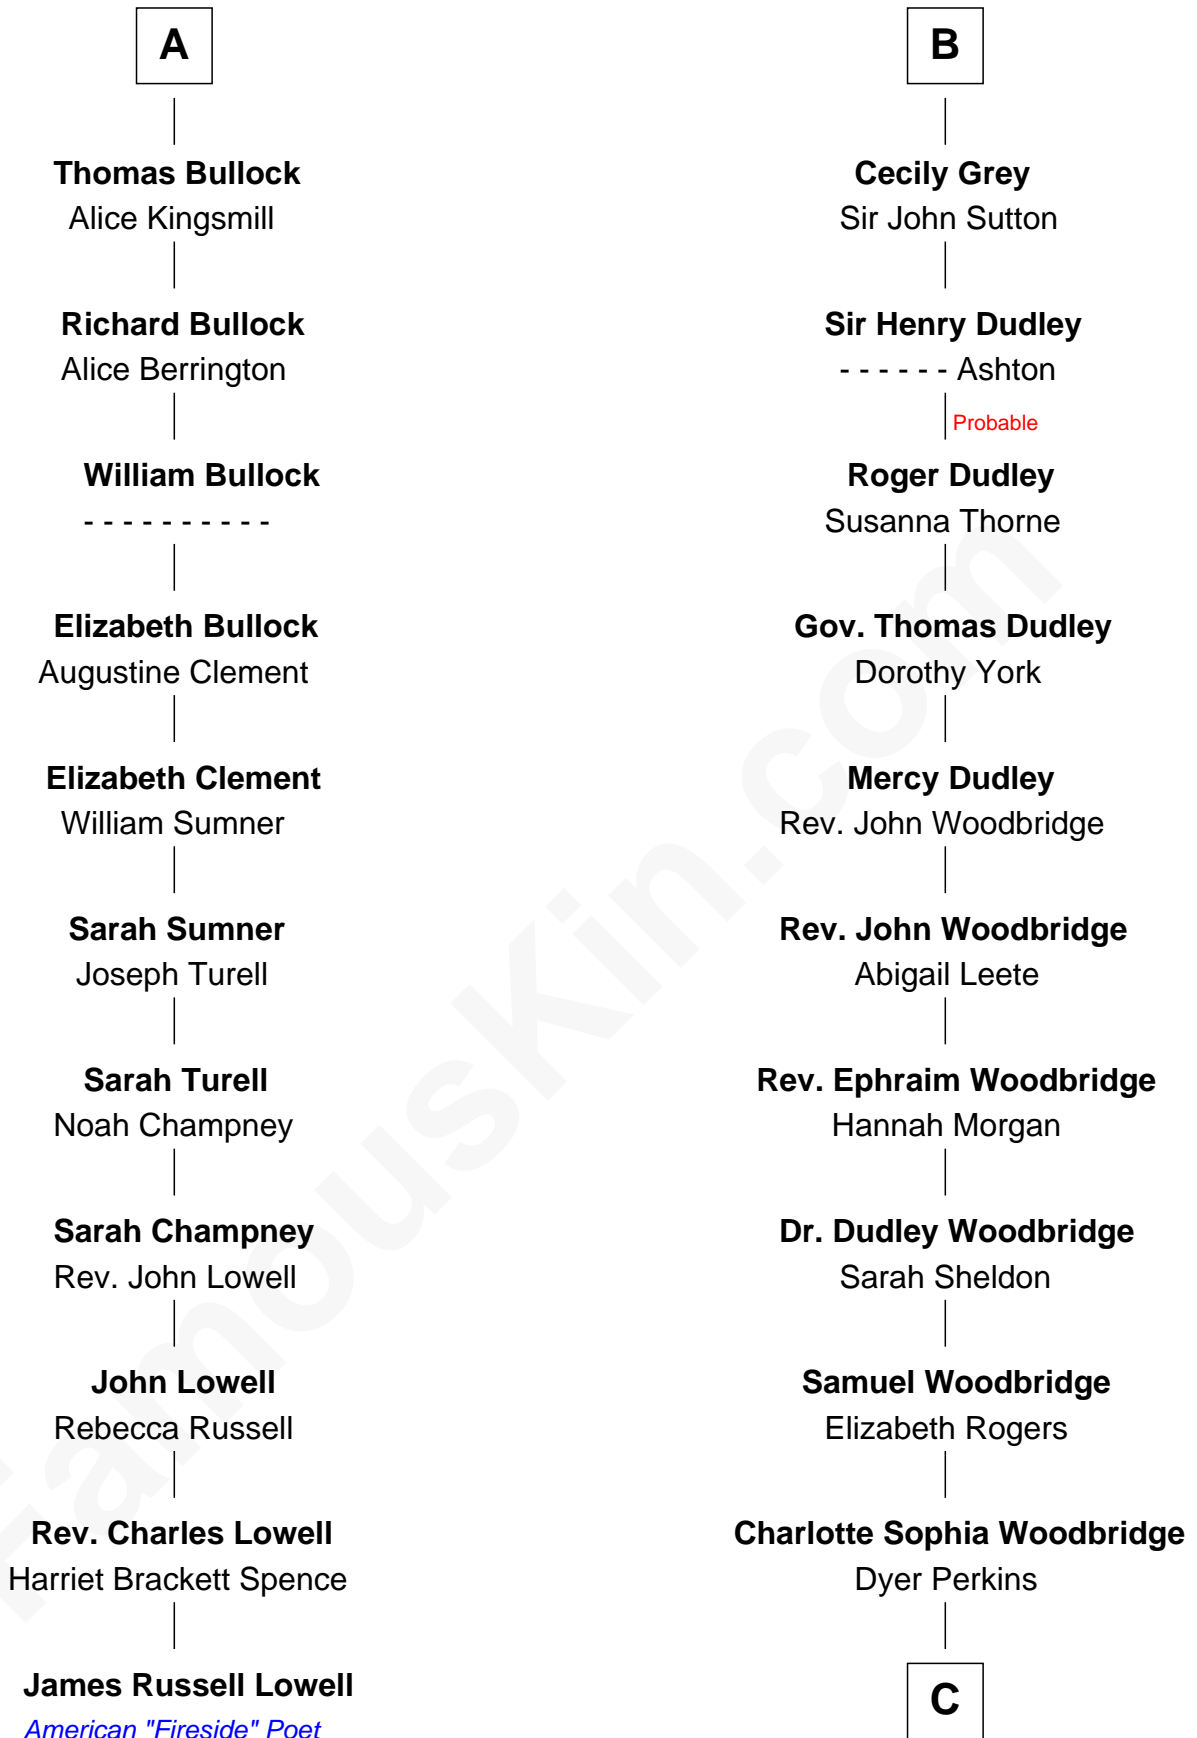 A
Thomas Bullock
Alice Kingsmill
Richard Bullock
Alice Berrington
William Bullock
- - - - - - - - - -
Elizabeth Bullock
Augustine Clement
Elizabeth Clement
William Sumner
Sarah Sumner
Joseph Turell
Sarah Turell
Noah Champney
Sarah Champney
Rev. John Lowell
John Lowell
Rebecca Russell
Rev. Charles Lowell
Harriet Brackett Spence
James Russell Lowell
American "Fireside" Poet
B
Cecily Grey
Sir John Sutton
Sir Henry Dudley
- - - - - - Ashton
Probable
Roger Dudley
Susanna Thorne
Gov. Thomas Dudley
Dorothy York
Mercy Dudley
Rev. John Woodbridge
Rev. John Woodbridge
Abigail Leete
Rev. Ephraim Woodbridge
Hannah Morgan
Dr. Dudley Woodbridge
Sarah Sheldon
Samuel Woodbridge
Elizabeth Rogers
Charlotte Sophia Woodbridge
Dyer Perkins
C
FamousKin.com